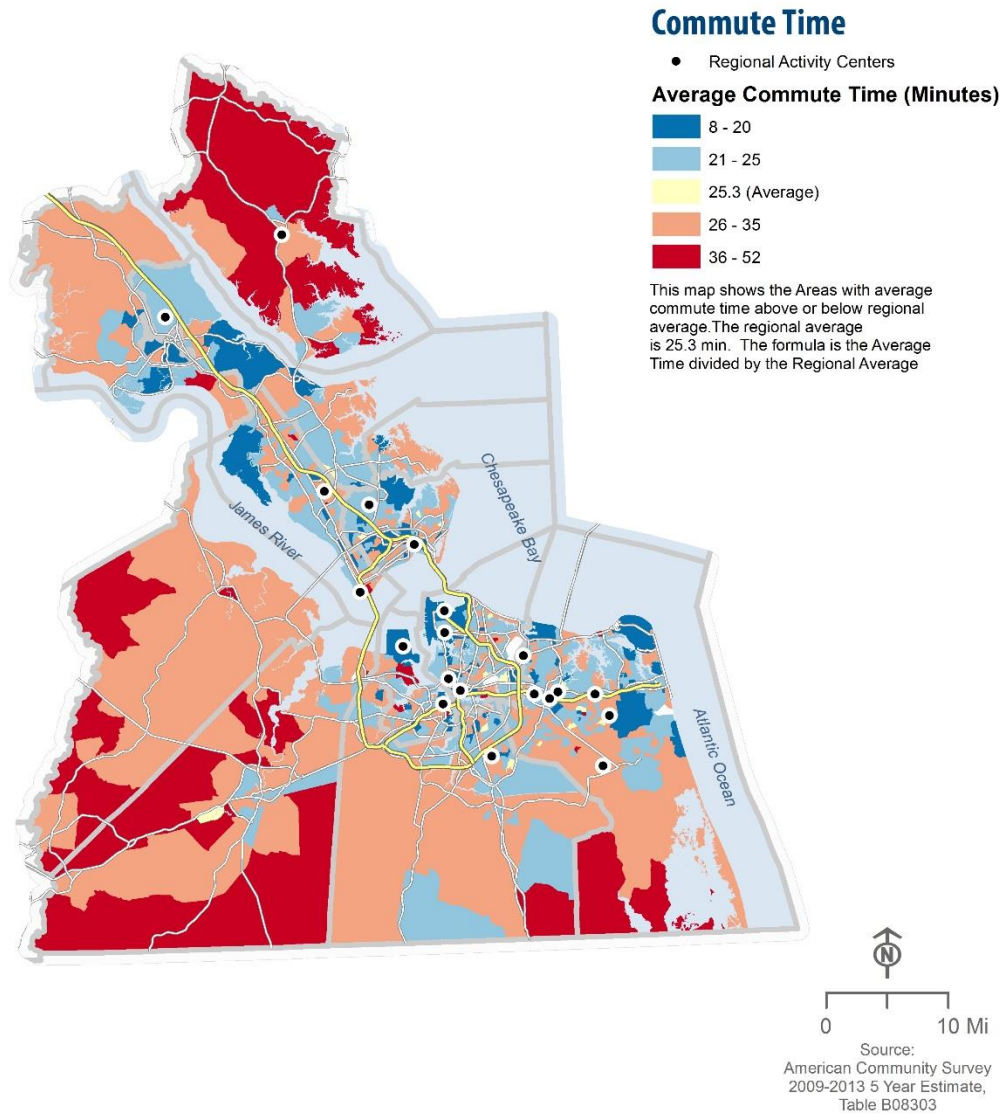 Commute Time
Regional Activity Centers
Average Commute Time (Minutes)
8 - 20
21 - 25
25.3 (Average)
26 - 35
36 - 52
This map shows the Areas with average
commute time above or below regional
average.The regional average
is 25.3 min.  The formula is the Average
Time divided by the Regional Average
Chesapeake Bay
James River
Atlantic Ocean
N
0 10 Mi
Source:
American Community Survey
2009-2013 5 Year Estimate,
Table B08303